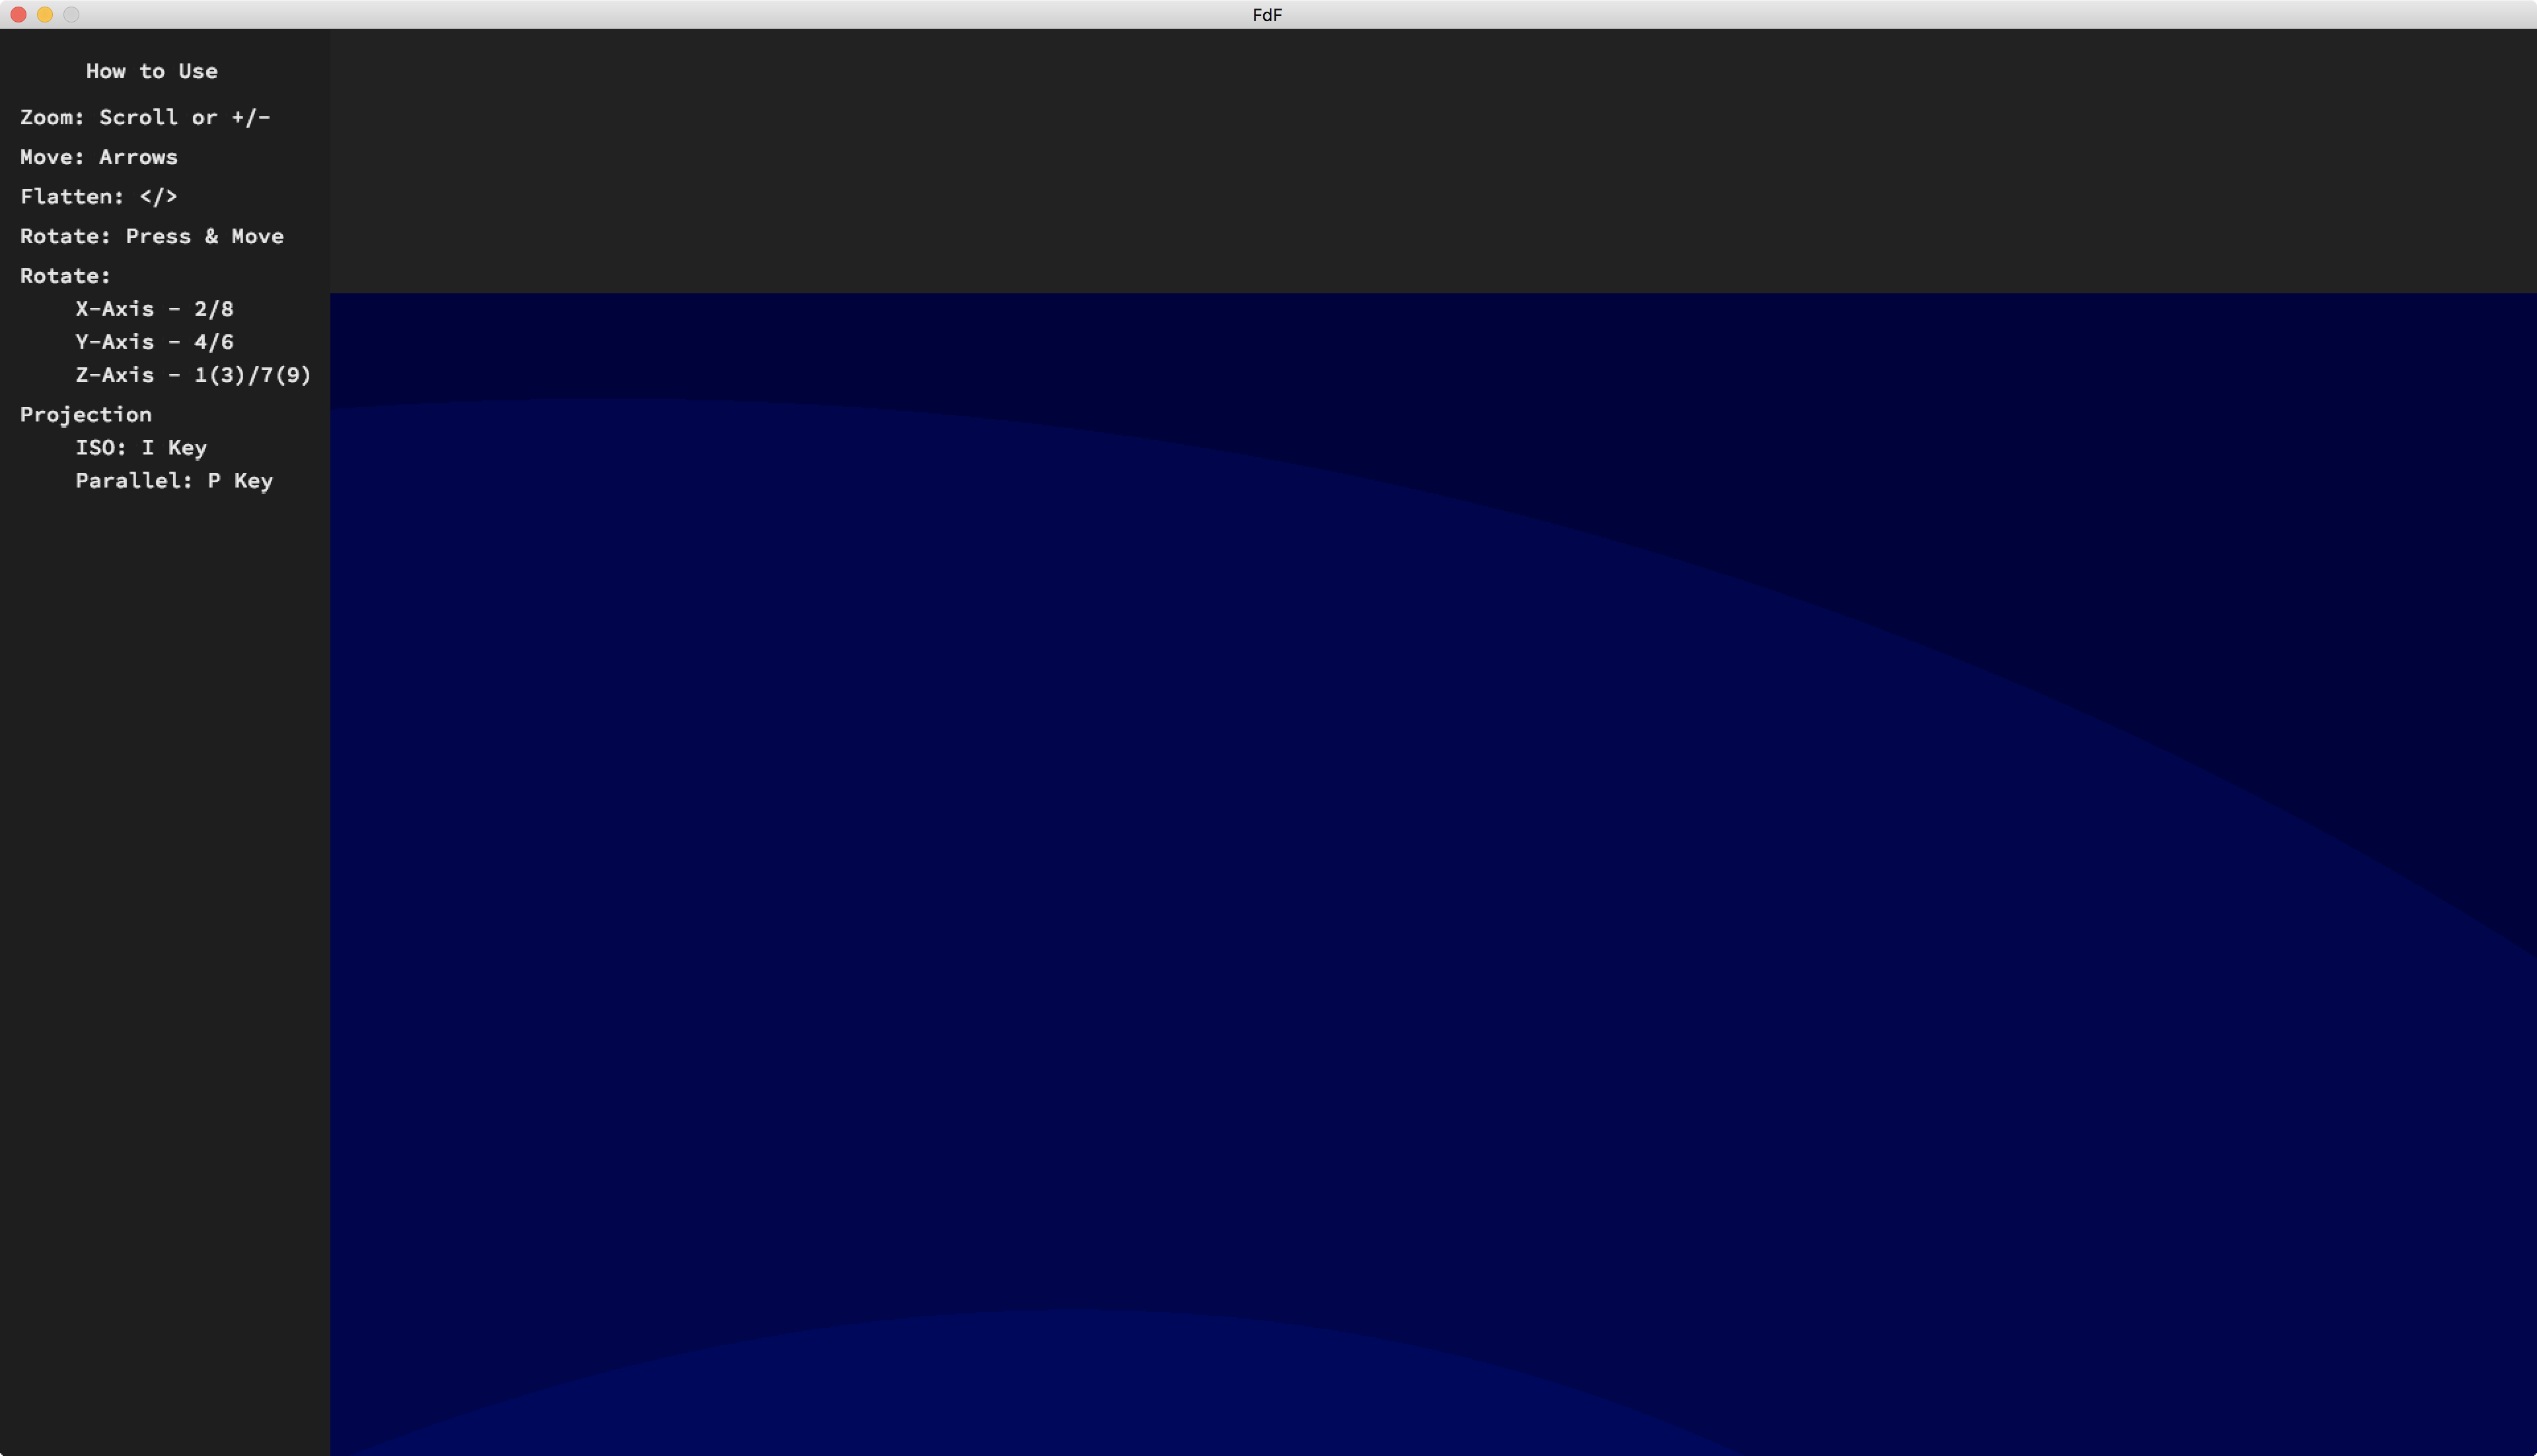 FdF
How to Use
Zoom: Scroll or +/-
Move: Arrows
Flatten: </>
Rotate: Press & Move
Rotate:
X-Axis - 2/8
Y-Axis - 4/6
Z-Axis - 1(3)/7(9)
Projection
ISO: I Key
Parallel: P Key